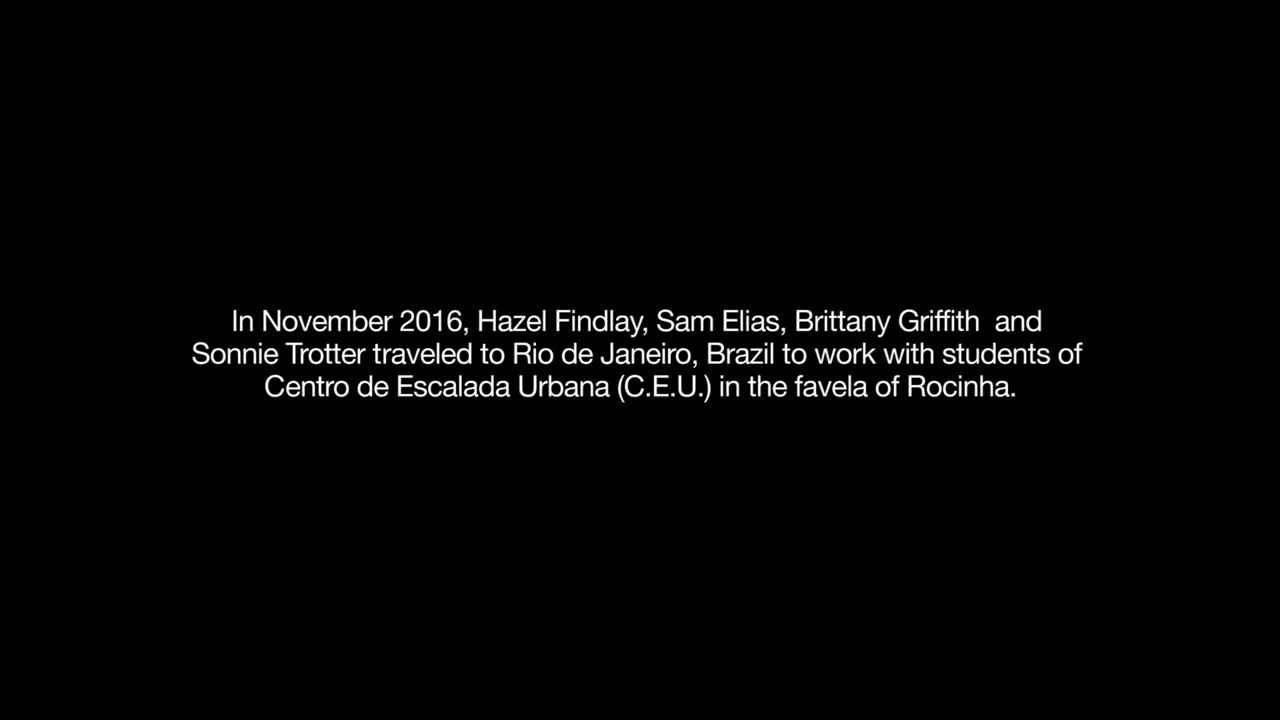 In November 2016, Hazel Findlay, Sam Elias, Brittany Griffith  and
Sonnie Trotter traveled to Rio de Janeiro, Brazil to work with students of
Centro de Escalada Urbana (C.E.U.) in the favela of Rocinha.